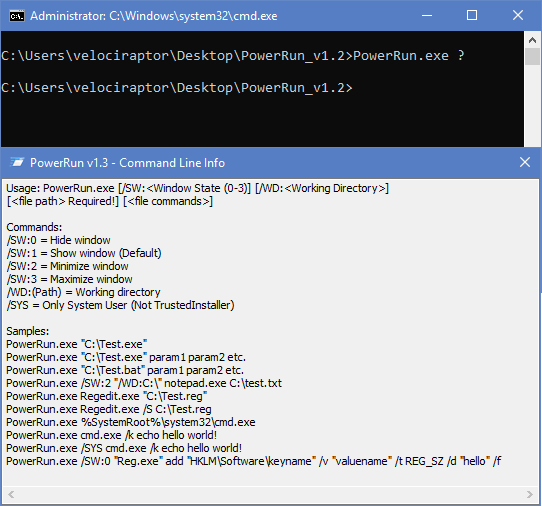 Administrator: C:\Windows\system32\cmd.exe
C:\Users\velociraptor\Desktop\PowerRun_v1.2>PowerRun.exe ?
C:\Users\velociraptor\Desktop\PowerRun_v1.2>
PowerRun v1.3 - Command Line Info
Usage: PowerRun.exe [/SW:<Window State (0-3)] [/WD:<Working Directory>]
[<file path> Required!] [<file commands>]
Commands:
/SW:0 = Hide window
/SW:1 = Show window (Default)
/SW:2 = Minimize window
/SW:3 = Maximize window
/WD:(Path) = Working directory
/SYS = Only System User (Not TrustedInstaller)
Samples:
PowerRun.exe "C:\Test.exe"
PowerRun.exe "C:\Test.exe" param1 param2 etc.
PowerRun.exe "C:\Test.bat" param1 param2 etc.
PowerRun.exe /SW:2 "/WD:C:\" notepad.exe C:\test.txt
PowerRun.exe Regedit.exe "C:\Test.reg"
PowerRun.exe Regedit.exe /S C:\Test.reg
PowerRun.exe %SystemRoot%\system32\cmd.exe
PowerRun.exe cmd.exe /k echo hello world!
PowerRun.exe /SYS cmd.exe /k echo hello world!
PowerRun.exe /SW:0 "Reg.exe" add "HKLM\Software\keyname" /v "valuename" /t REG_SZ /d "hello" /f